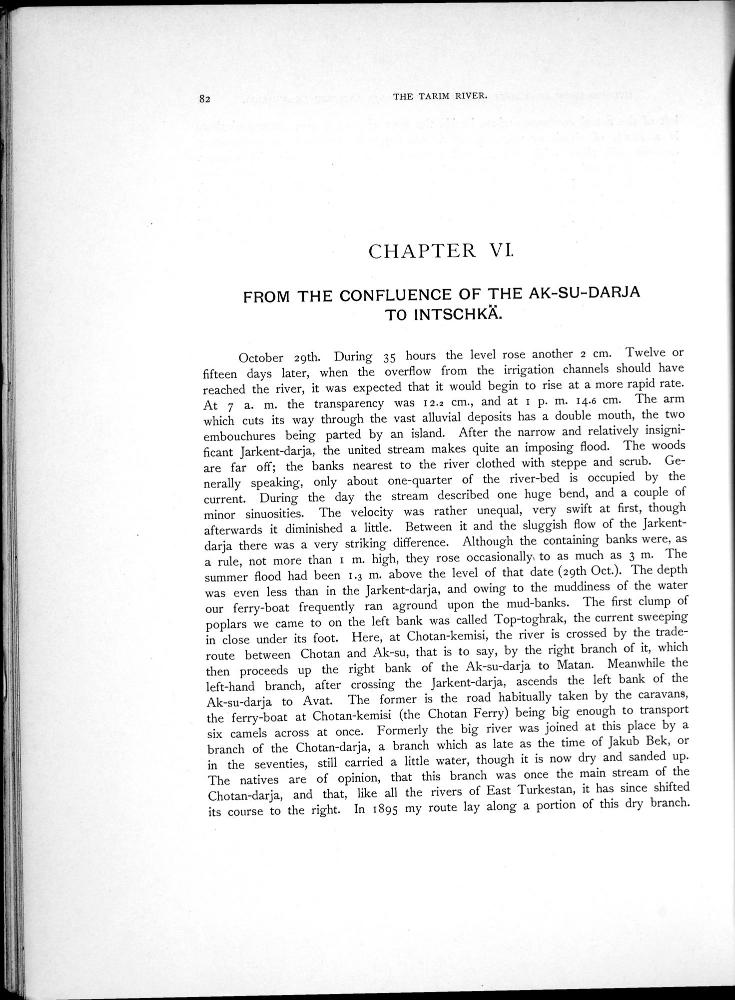 82
THE TARIM RIVER.
CHAPTER VI.
FROM THE CONFLUENCE OF THE AK-SU-DARJA
TO INTSCHKÄ.
October 29th. During 35 hours the level rose another 2 cm. Twelve or
fifteen days later, when the overflow from the irrigation channels should have
reached the river, it was expected that it would begin to rise at a more rapid rate.
At 7 a. m. the transparency was 12.2 cm., and at 1 p. m. 14.6 cm. The arm
which cuts its way through the vast alluvial deposits has a double mouth, the two
embouchures being parted by an island. After the narrow and relatively insigni-
ficant Jarkent-darja, the united stream makes quite an imposing flood. The woods
are far off; the banks nearest to the river clothed with steppe and scrub. Ge-
nerally speaking, only about one-quarter of the river-bed is occupied by the
current. During the day the stream described one huge bend, and a couple of
minor sinuosities. The velocity was rather unequal, very swift at first, though
afterwards it diminished a little. Between it and the sluggish flow of the Jarkent-
darja there was a very striking difference. Although the containing banks were, as
a rule, not more than 1 m. high, they rose occasionally to as much as 3 m. The
summer flood had been 1.3 m. above the level of that date (29th Oct.). The depth
was even less than in the Jarkent-darja, and owing to the muddiness of the water
our ferry-boat frequently ran aground upon the mud-banks. The first clump of
poplars we came to on the left bank was called Top-toghrak, the current sweeping
in close under its foot. Here, at Chotan-kemisi, the river is crossed by the trade-
route between Chotan and Ak-su, that is to say, by the right branch of it, which
then proceeds up the right bank of the Ak-su-darja to Matan. Meanwhile the
left-hand branch, after crossing the Jarkent-darja, ascends the left bank of the
Ak-su-darja to Avat. The former is the road habitually taken by the caravans,
the ferry-boat at Chotan-kemisi (the Chotan Ferry) being big enough to transport
six camels across at once. Formerly the big river was joined at this place by a
branch of the Chotan-darja, a branch which as late as the time of Jakub Bek, or
in the seventies, still carried a little water, though it is now dry and sanded up.
The natives are of opinion, that this branch was once the main stream of the
Chotan-darja, and that, like all the rivers of East Turkestan, it has since shifted
its course to the right. In 1895 my route lay along a portion of this dry branch.